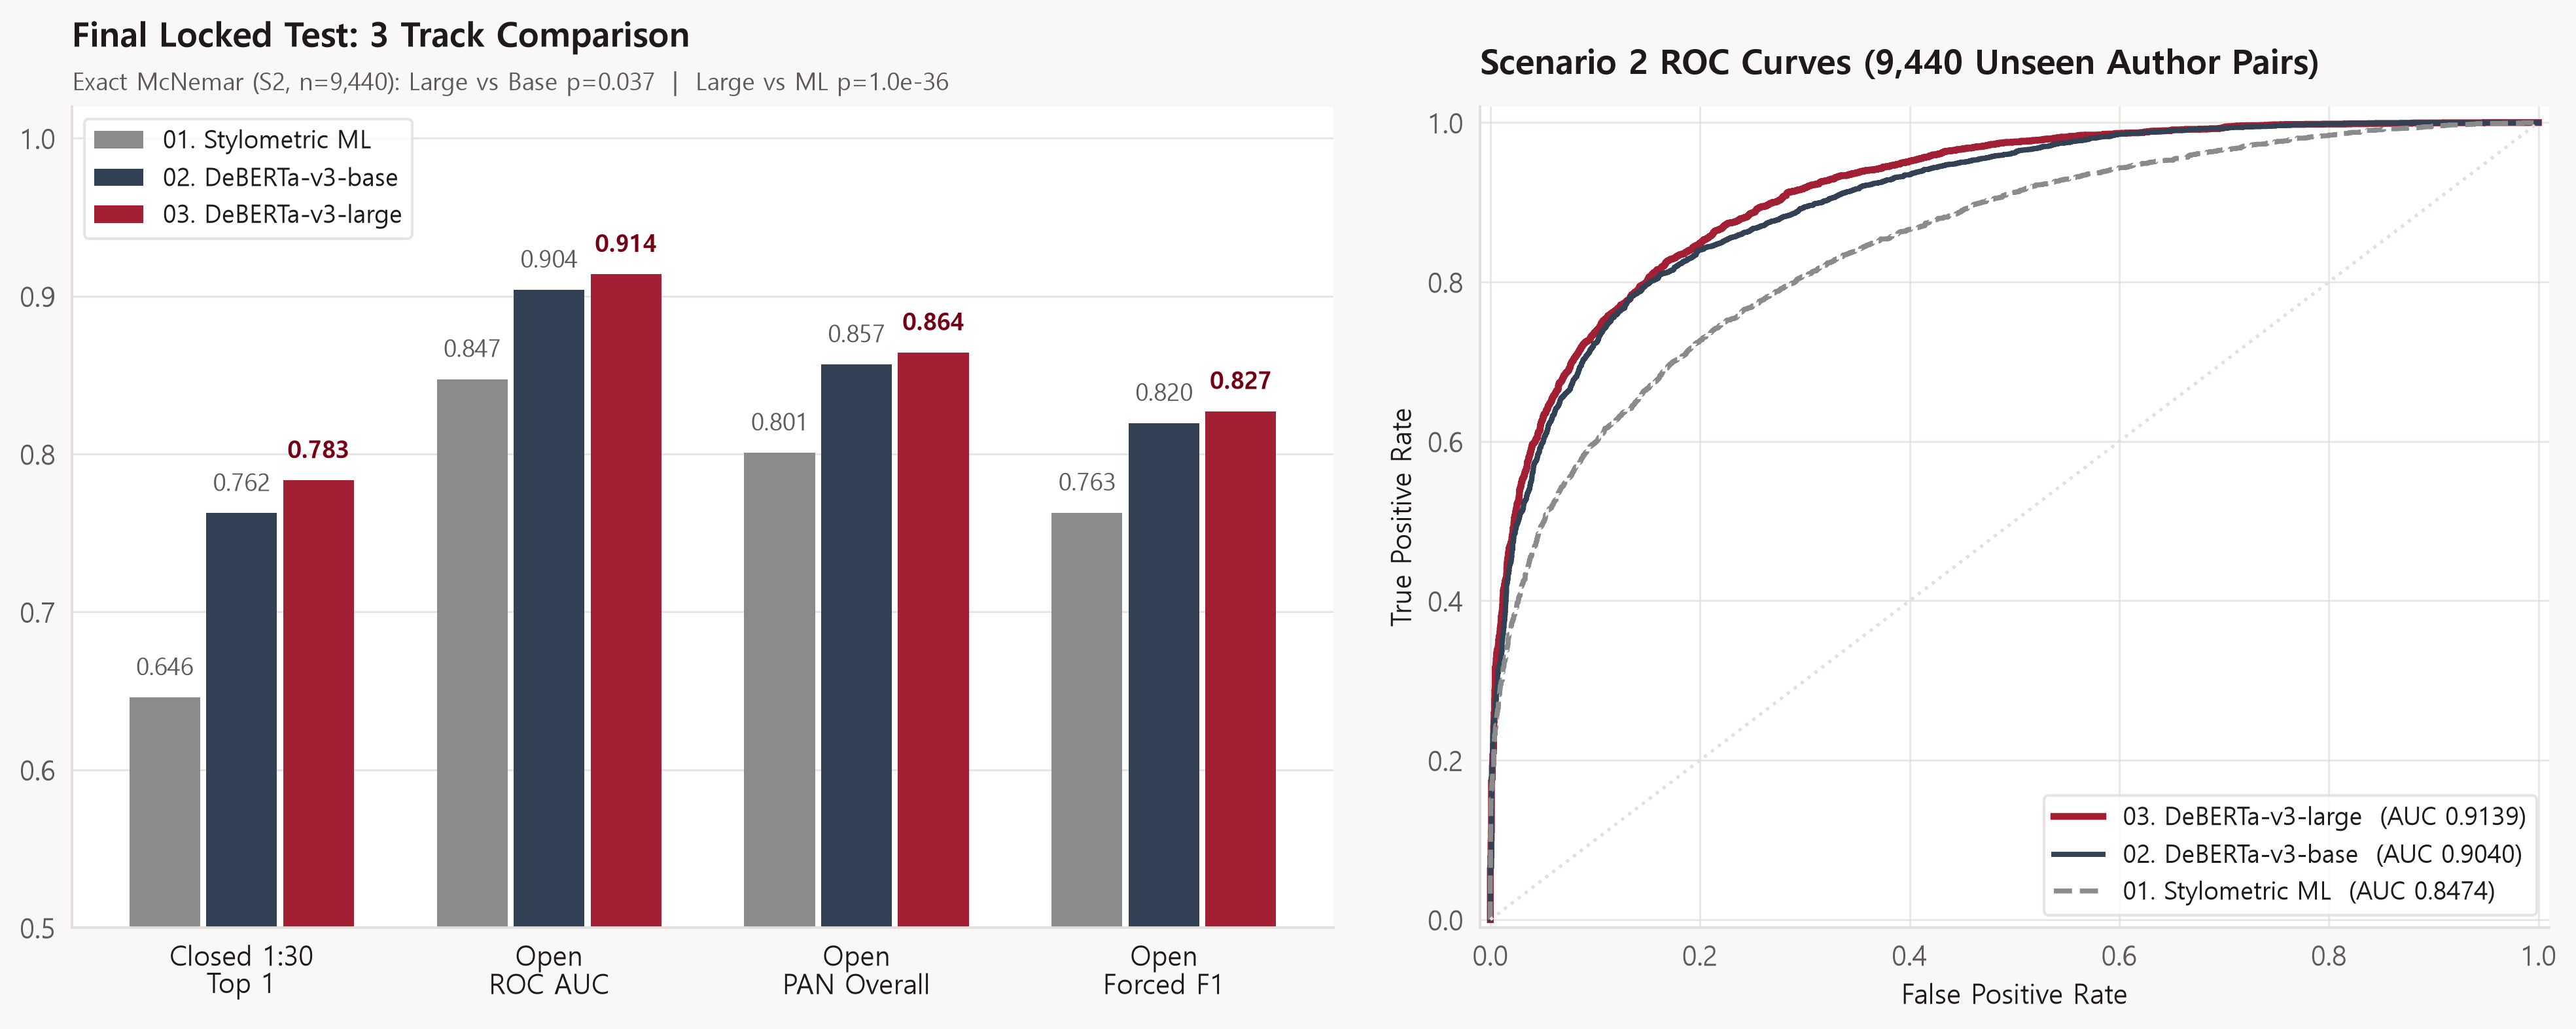 Final Locked Test: 3 Track Comparison
Exact McNemar (S2, n=9,440): Large vs Base p=0.037 | Large vs ML p=1.0e-36
01. Stylometric ML
02. DeBERTa-v3-base
03. DeBERTa-v3-large
1.0
0.9
0.8
0.7
0.6
0.5
0.646
0.762
0.783
0.847
0.904
0.914
0.801
0.857
0.864
0.763
0.820
0.827
Closed 1:30
Top 1
Open
ROC AUC
Open
PAN Overall
Open
Forced F1
Scenario 2 ROC Curves (9,440 Unseen Author Pairs)
True Positive Rate
1.0
0.8
0.6
0.4
0.2
0.0
03. DeBERTa-v3-large (AUC 0.9139)
02. DeBERTa-v3-base (AUC 0.9040)
01. Stylometric ML (AUC 0.8474)
0.0
0.2
0.4
0.6
0.8
1.0
False Positive Rate